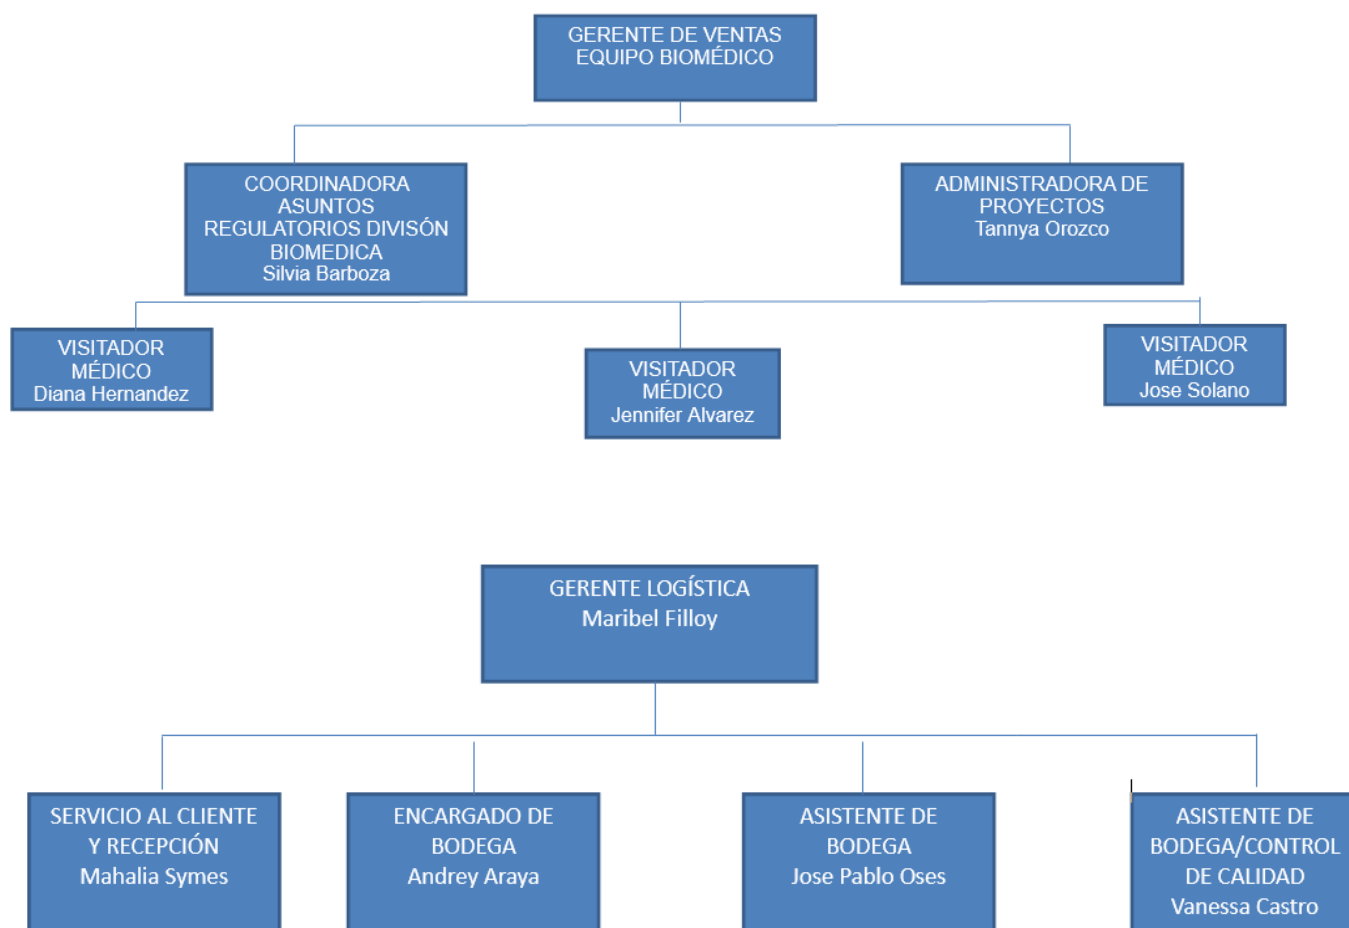 GERENTE DE VENTAS
EQUIPO BIOMÉDICO
COORDINADORA
ASUNTOS
REGULATORIOS DIVISÓN
BIOMEDICA
Silvia Barboza
ADMINISTRADORA DE
PROYECTOS
Tannya Orozco
VISITADOR
MÉDICO
Diana Hernandez
VISITADOR
MÉDICO
Jennifer Alvarez
VISITADOR
MÉDICO
Jose Solano
GERENTE LOGÍSTICA
Maribel Filloy
SERVICIO AL CLIENTE
Y RECEPCIÓN
Mahalia Symes
ENCARGADO DE
BODEGA
Andrey Araya
ASISTENTE DE
BODEGA
Jose Pablo Oses
ASISTENTE DE
BODEGA/CONTROL
DE CALIDAD
Vanessa Castro